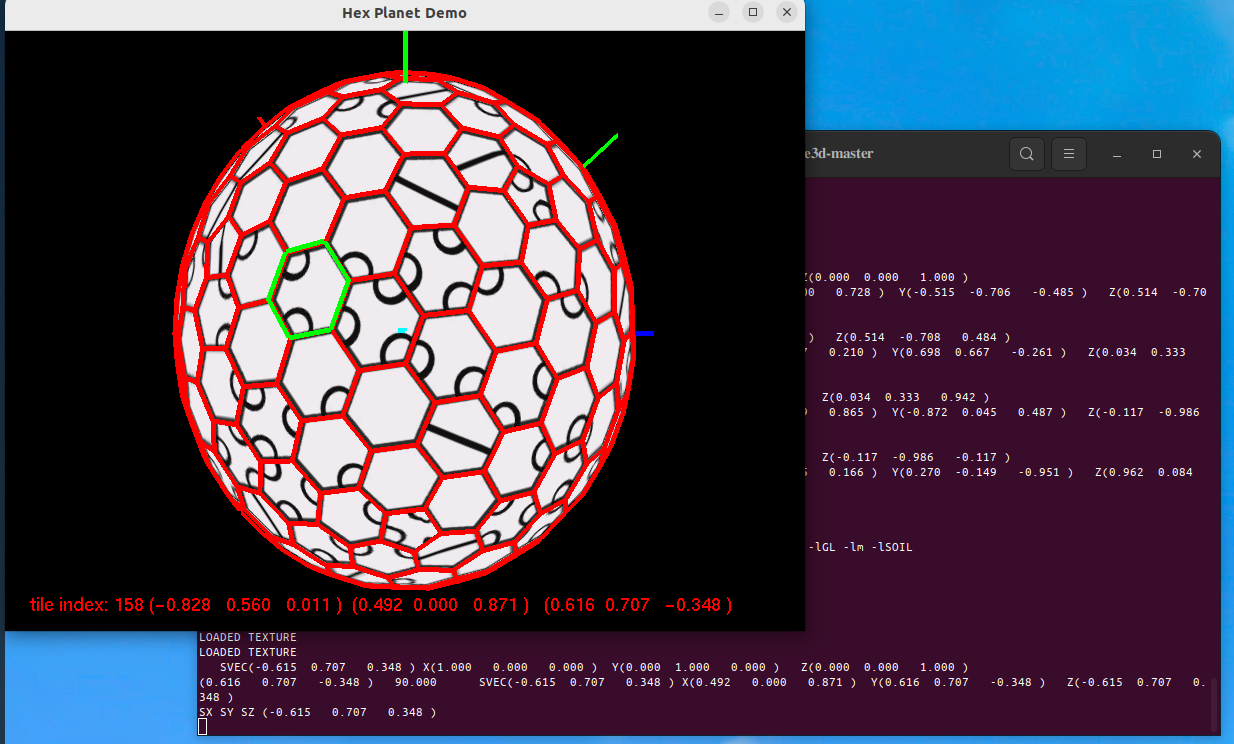 Hex Planet Demo
e3d-master
Z(0.000 0.000 1.000 )
0.728 ) Y(-0.515 -0.706 -0.485 ) Z(0.514 -0.70
) Z(0.514 -0.708 0.484 )
0.210 ) Y(0.698 0.667 -0.261 ) Z(0.034 0.333
Z(0.034 0.333 0.942 )
0.865 ) Y(-0.872 0.045 0.487 ) Z(-0.117 -0.986
Z(-0.117 -0.986 -0.117 )
0.166 ) Y(0.270 -0.149 -0.951 ) Z(0.962 0.084
-lGL -lm -lSOIL
tile index: 158 (-0.828 0.560 0.011 ) (0.492 0.000 0.871 ) (0.616 0.707 -0.348 )
LOADED TEXTURE
LOADED TEXTURE
SVEC(-0.615 0.707 0.348 ) X(1.000 0.000 0.000 ) Y(0.000 1.000 0.000 ) Z(0.000 0.000 1.000 )
(0.616 0.707 -0.348 ) 90.000 SVEC(-0.615 0.707 0.348 ) X(0.492 0.000 0.871 ) Y(0.616 0.707 -0.348 ) Z(-0.615 0.707 0.
348 )
SX SY SZ (-0.615 0.707 0.348 )